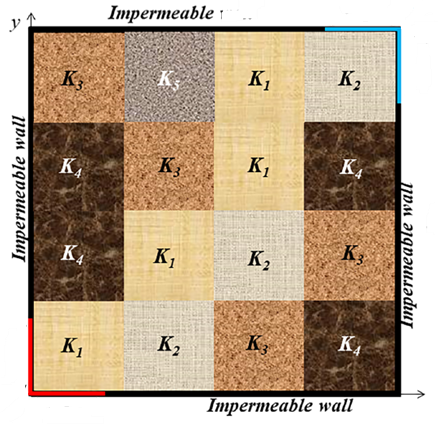 Impermeable
y
K3 K5 K1 K2
K4 K3 K1 K4
K4 K1 K2 K3
K1 K2 K3 K4
Impermeable wall
Impermeable wall
Impermeable wall